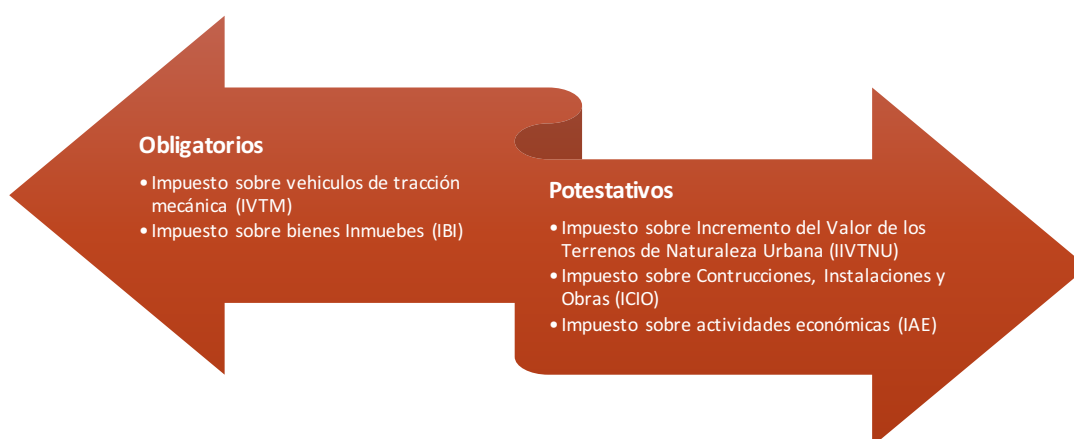 Obligatorios
• Impuesto sobre vehiculos de tracción
mecánica (IVTM)
• Impuesto sobre bienes Inmuebes (IBI)
Potestativos
• Impuesto sobre Incremento del Valor de los
Terrenos de Naturaleza Urbana (IIVTNU)
• Impuesto sobre Contrucciones, Instalaciones y
Obras (ICIO)
• Impuesto sobre actividades económicas (IAE)